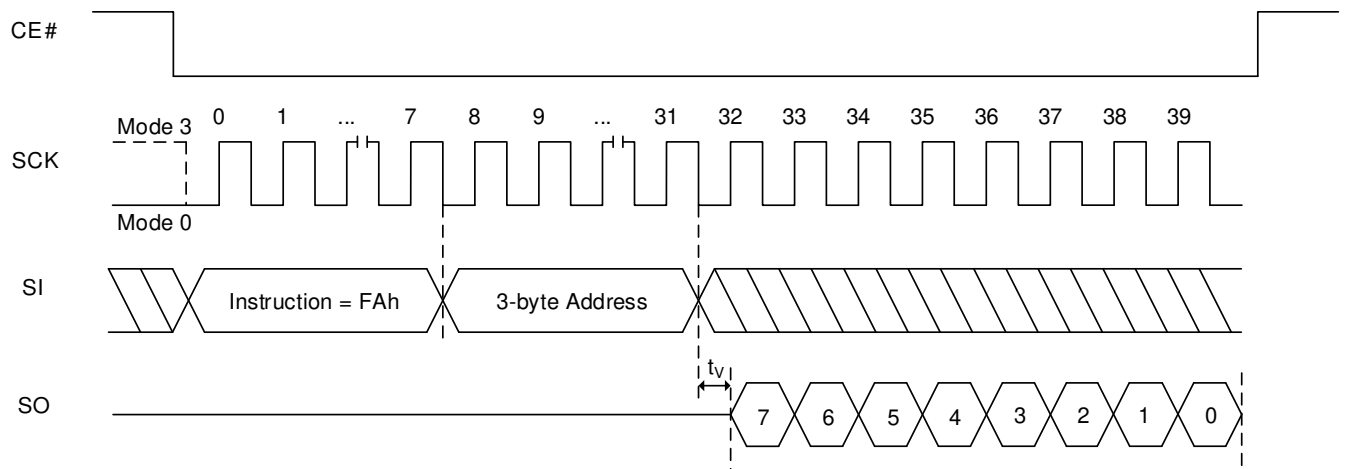 CE#
Mode 3 0 1 ... 7 8 9 ... 31 32 33 34 35 36 37 38 39
SCK
Mode 0
SI
Instruction = FAh 3-byte Address
tV
SO
7 6 5 4 3 2 1 0